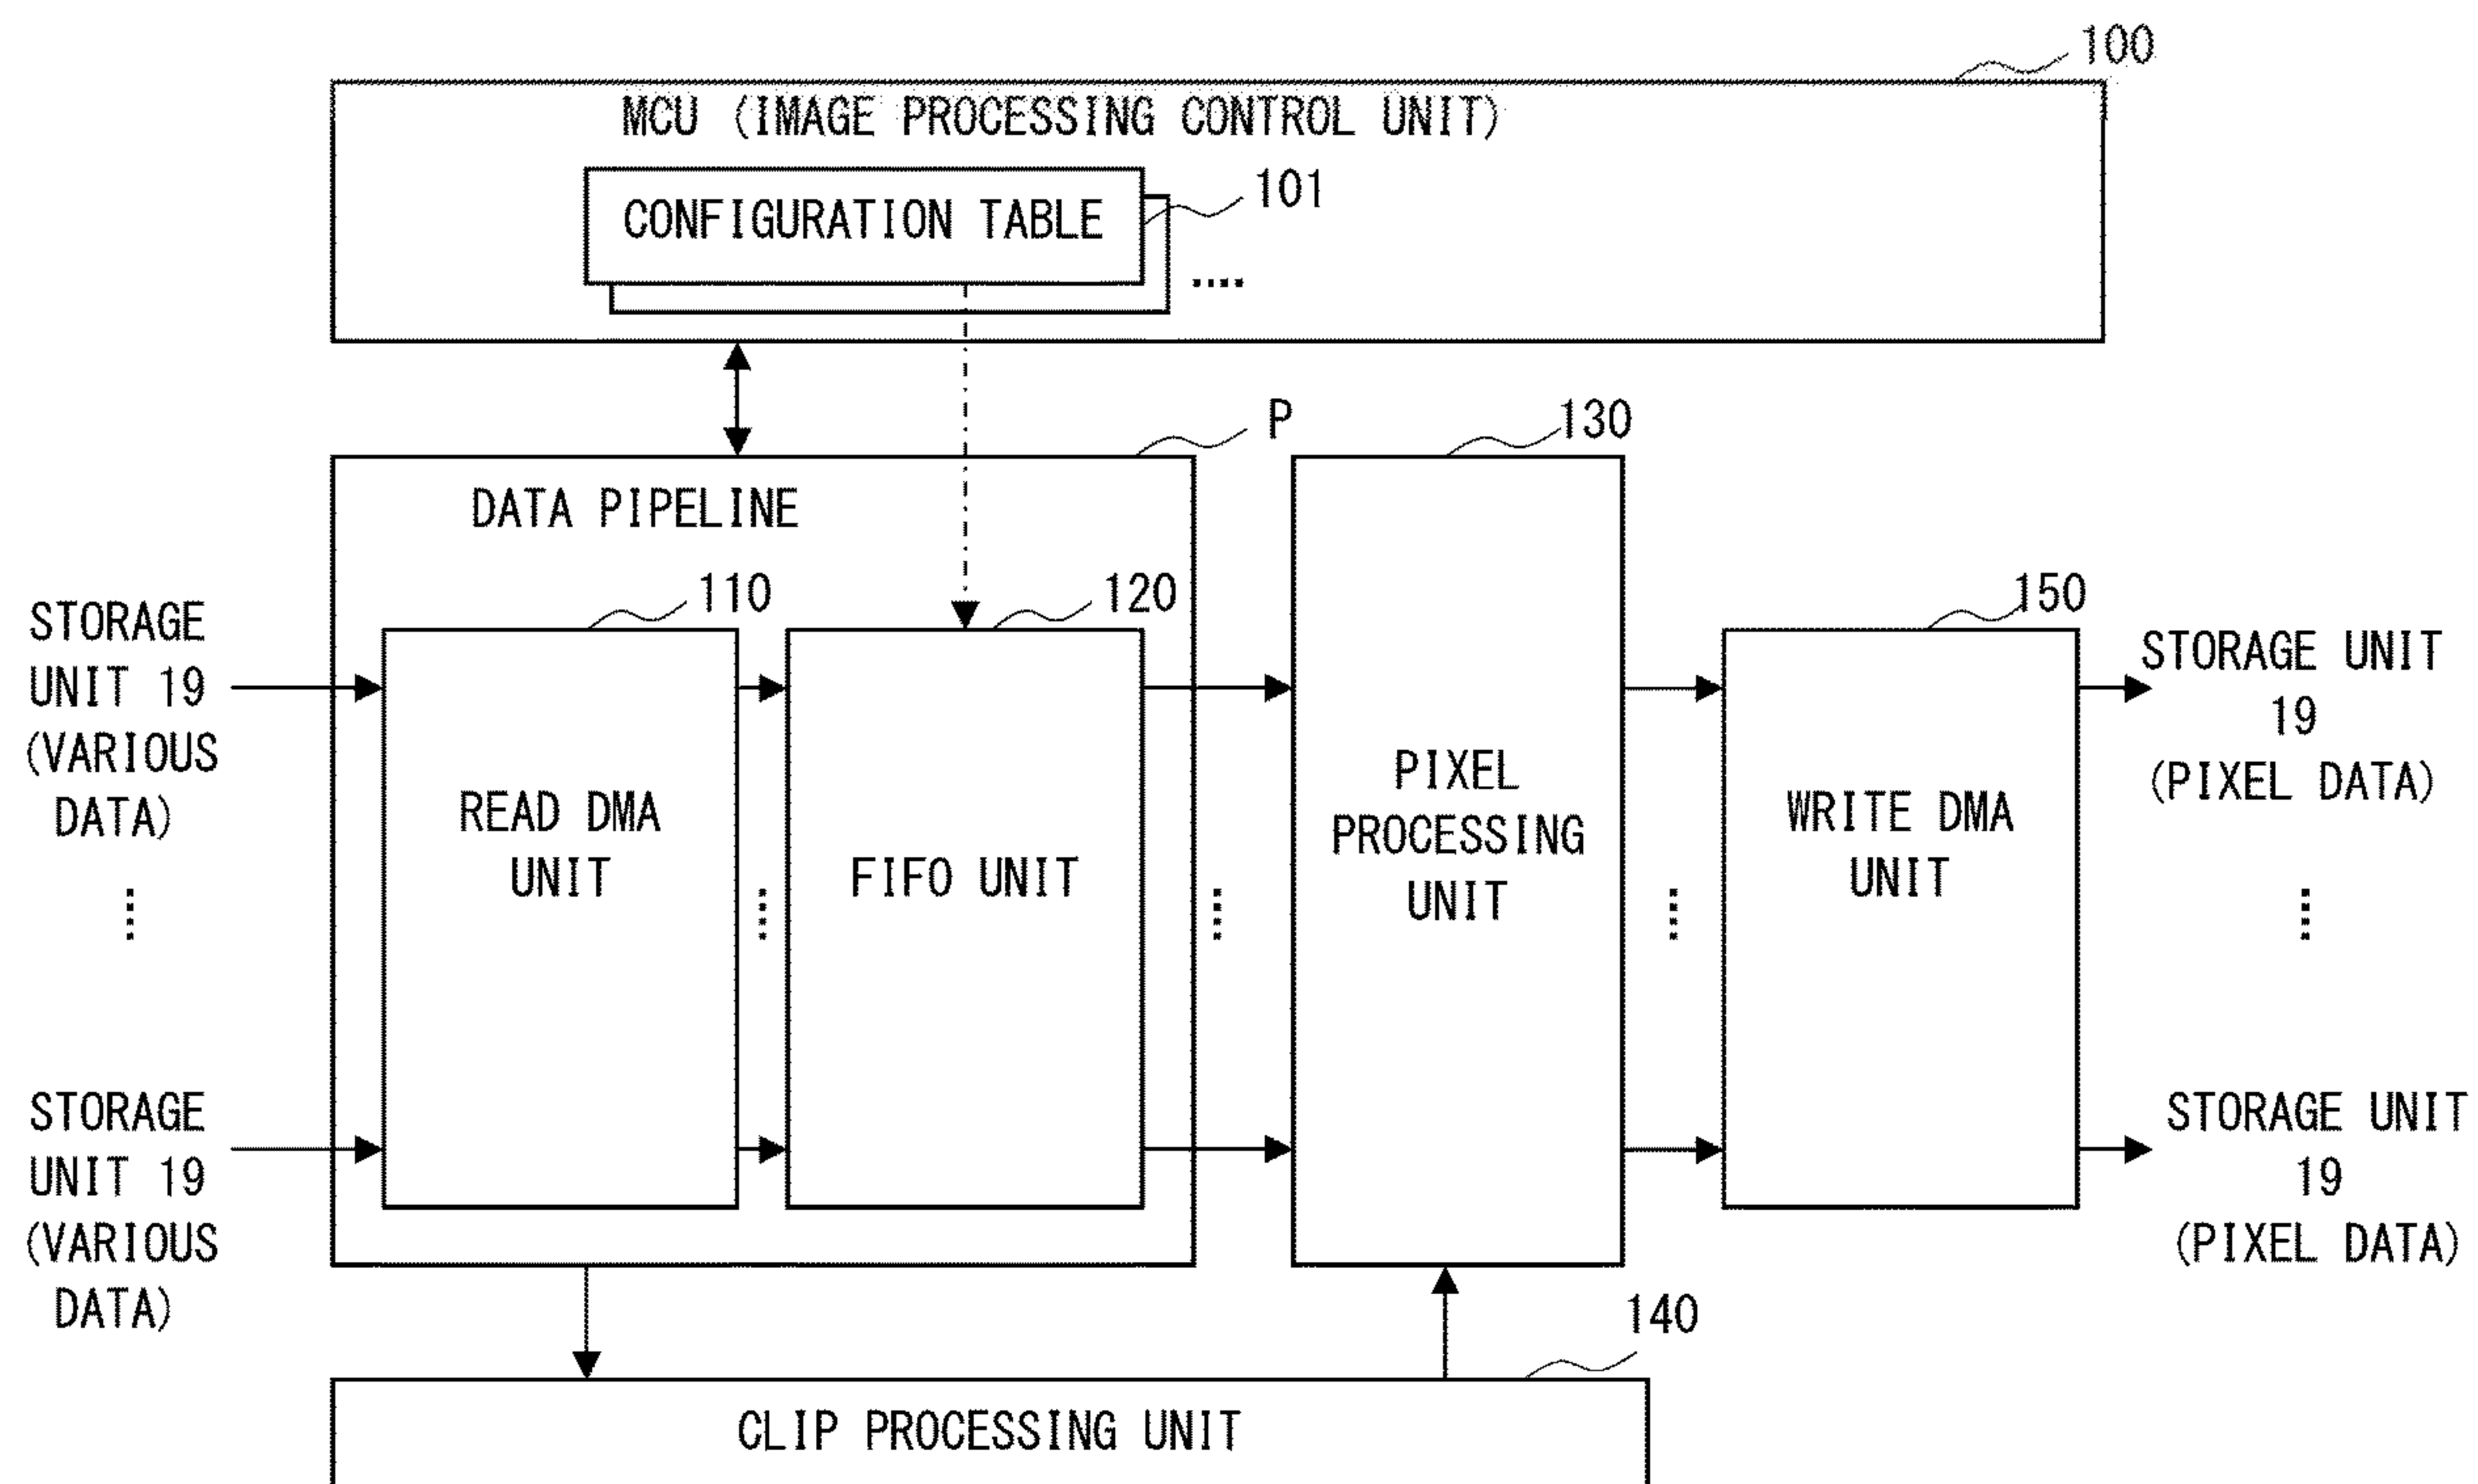 100
MCU (IMAGE PROCESSING CONTROL UNIT)
CONFIGURATION TABLE
101
P
130
DATA PIPELINE
110
120
150
STORAGE
UNIT 19
(VARIOUS
DATA)
READ DMA
UNIT
FIFO UNIT
PIXEL
PROCESSING
UNIT
WRITE DMA
UNIT
STORAGE UNIT
19
(PIXEL DATA)
STORAGE
UNIT 19
(VARIOUS
DATA)
STORAGE UNIT
19
(PIXEL DATA)
140
CLIP PROCESSING UNIT